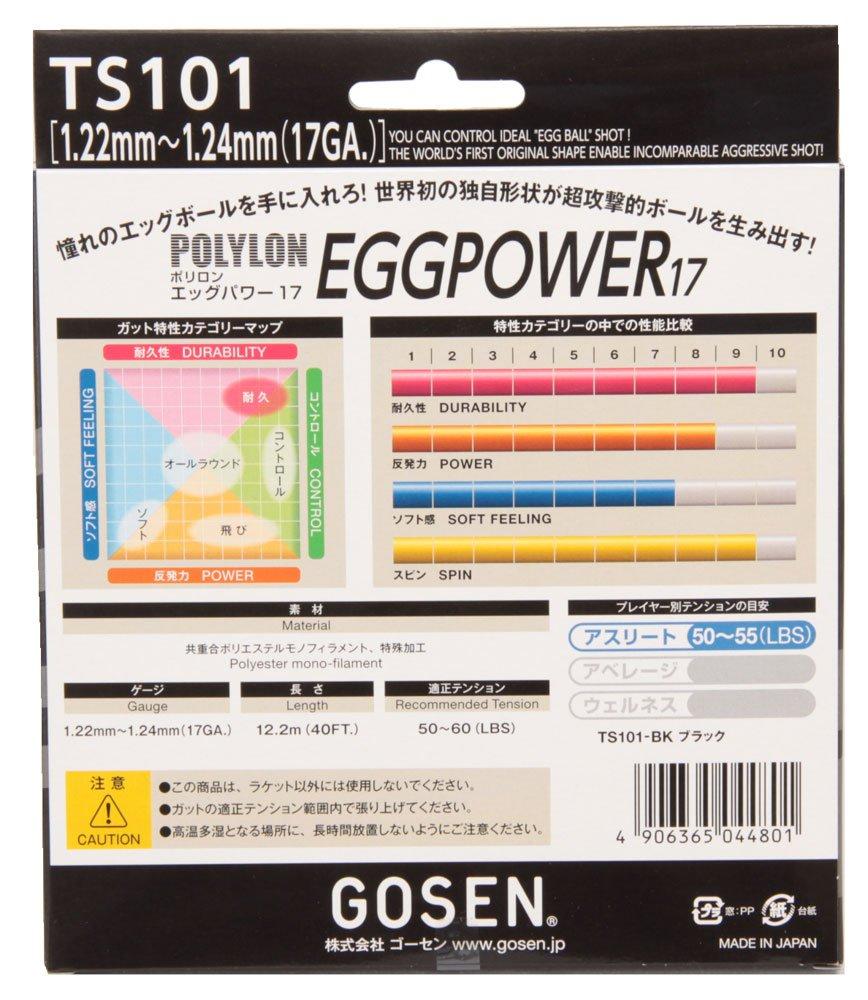 TS101
[1.22mm～1.24mm(17GA.)]
YOU CAN CONTROL IDEAL "EGG BALL" SHOT !
THE WORLD'S FIRST ORIGINAL SHAPE ENABLE INCOMPARABLE AGGRESSIVE SHOT!
憧れのエッグボールを手に入れろ! 世界初の独自形状が超攻撃的ボールを生み出す!
POLYLON
ポリロン
エッグパワー 17
EGGPOWER17
ガット特性カテゴリーマップ
耐久性 DURABILITY
ソフト感 SOFT FEELING
コントロール CONTROL
耐久
オールラウンド
コントロール
ソフト
飛び
反発力 POWER
特性カテゴリーの中での性能比較
1 | 2 | 3 | 4 | 5 | 6 | 7 | 8 | 9 | 10
耐久性 DURABILITY
反発力 POWER
ソフト感 SOFT FEELING
スピン SPIN
素材
Material
共重合ポリエステルモノフィラメント、特殊加工
Polyester mono-filament
ゲージ
Gauge
1.22mm～1.24mm(17GA.)
長さ
Length
12.2m (40FT.)
適正テンション
Recommended Tension
50～60 (LBS)
プレイヤー別テンションの目安
アスリート 50～55(LBS)
アベレージ
ウェルネス
TS101-BK ブラック
注意
CAUTION
●この商品は、ラケット以外には使用しないでください。
●ガットの適正テンション範囲内で張り上げてください。
●高温多湿となる場所に、長時間放置しないようにご注意ください。
4 906365 044801
GOSEN®
株式会社 ゴーセン www.gosen.jp
プラ 窓:PP 紙 台紙
MADE IN JAPAN